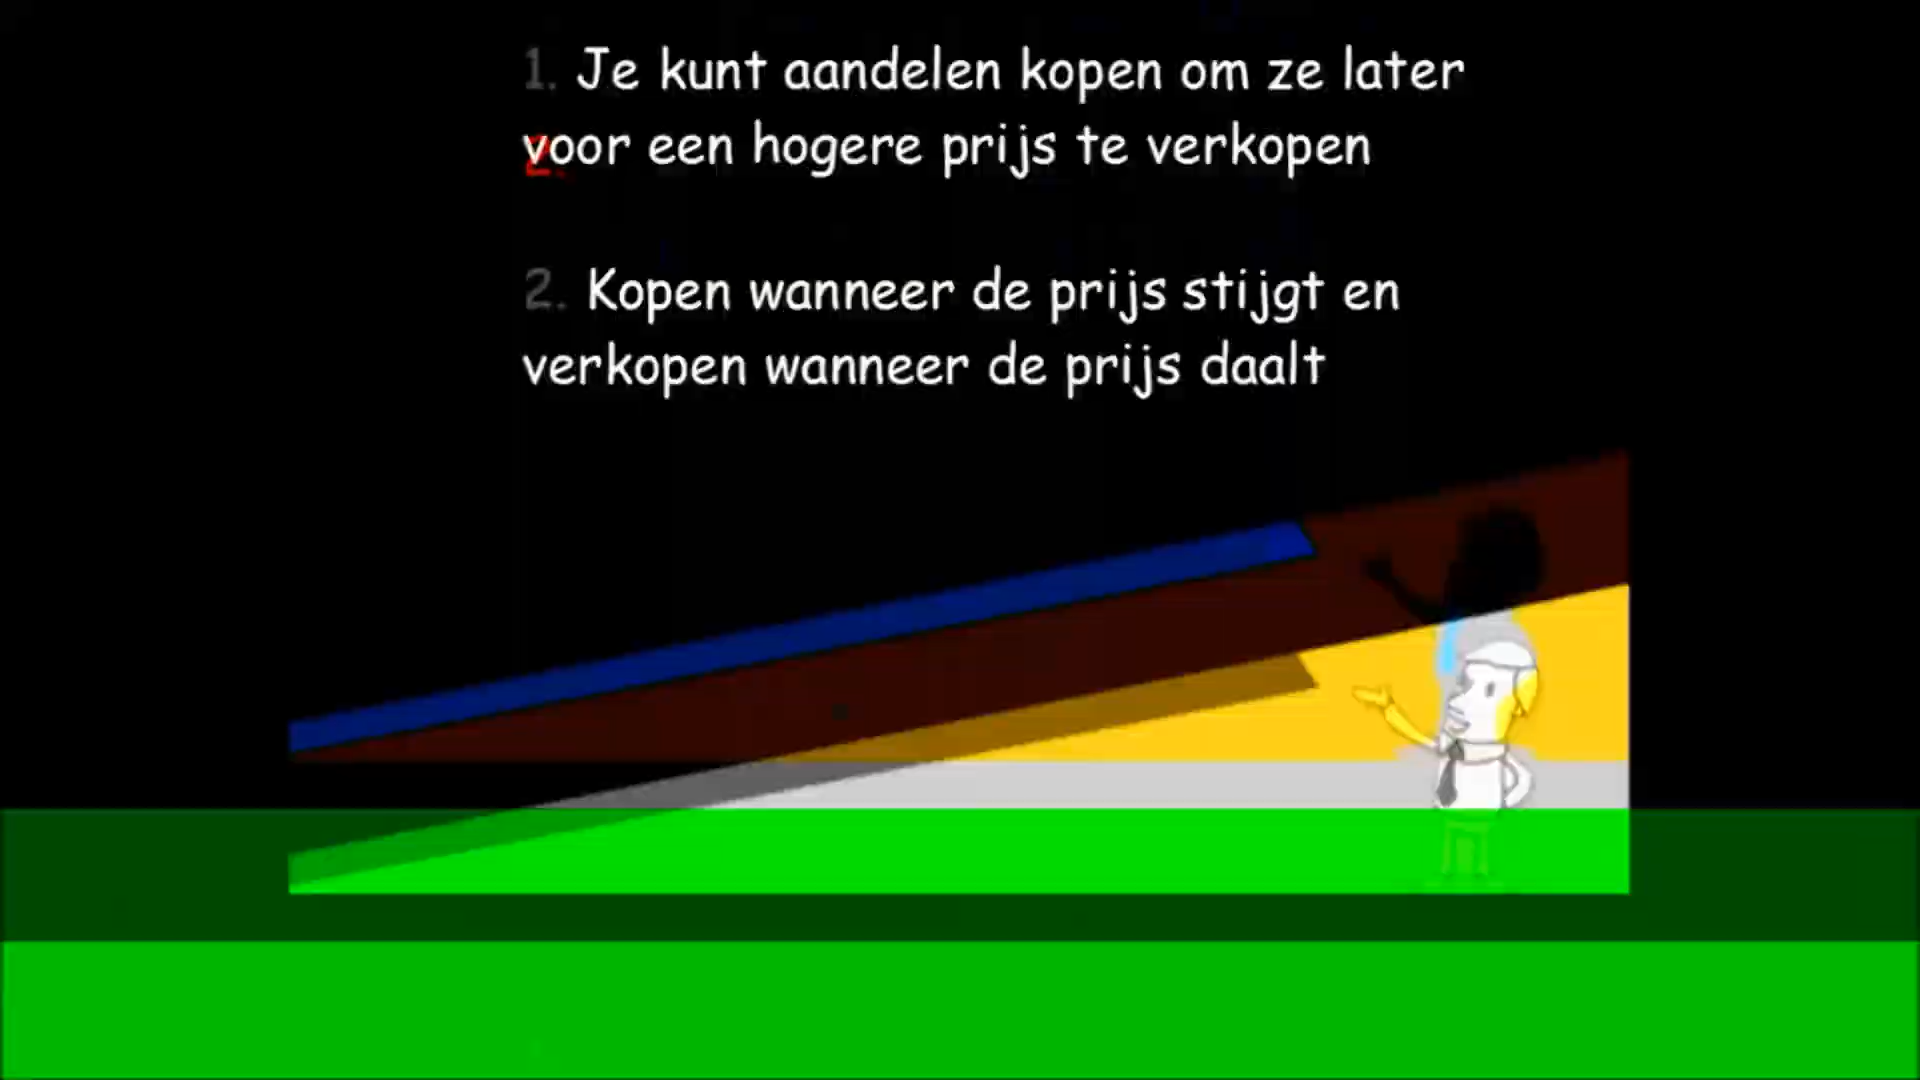 1. Je kunt aandelen kopen om ze later
voor een hogere prijs te verkopen
2.
2. Kopen wanneer de prijs stijgt en
verkopen wanneer de prijs daalt